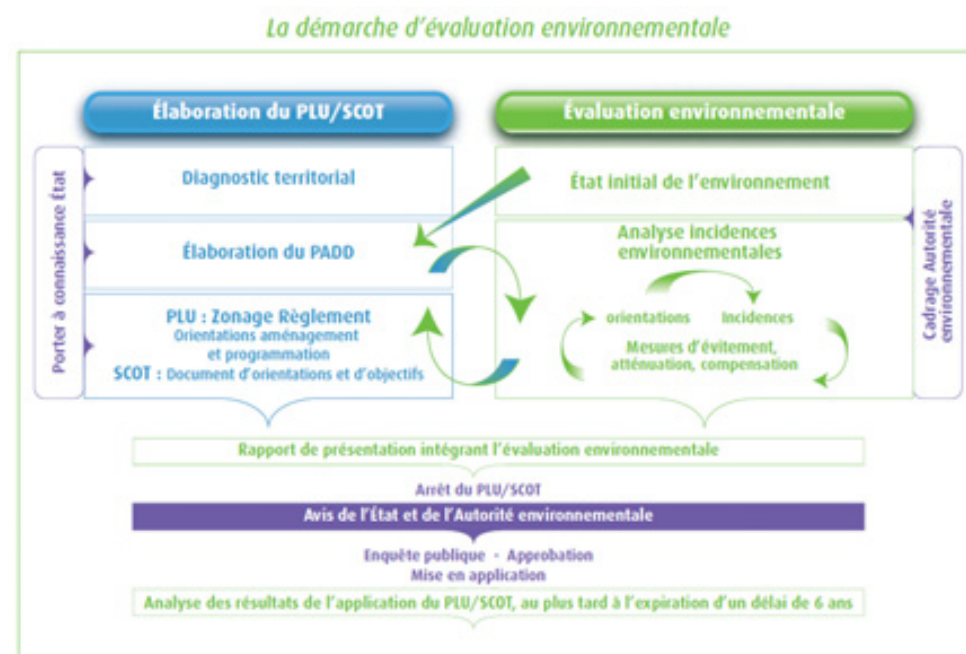 La démarche d’évaluation environnementale
Élaboration du PLU/SCOT
Évaluation environnementale
Porter à connaissance État
Diagnostic territorial
État initial de l’environnement
Cadrage Autorité
environnementale
Élaboration du PADD
Analyse incidences
environnementales
PLU : Zonage Règlement
Orientations aménagement
et programmation
SCOT : Document d’orientations et d’objectifs
orientations
Incidences
Mesures d’évitement,
atténuation, compensation
Rapport de présentation intégrant l’évaluation environnementale
Arrêt du PLU/SCOT
Avis de l’État et de l’Autorité environnementale
Enquête publique - Approbation
Mise en application
Analyse des résultats de l’application du PLU/SCOT, au plus tard à l’expiration d’un délai de 6 ans